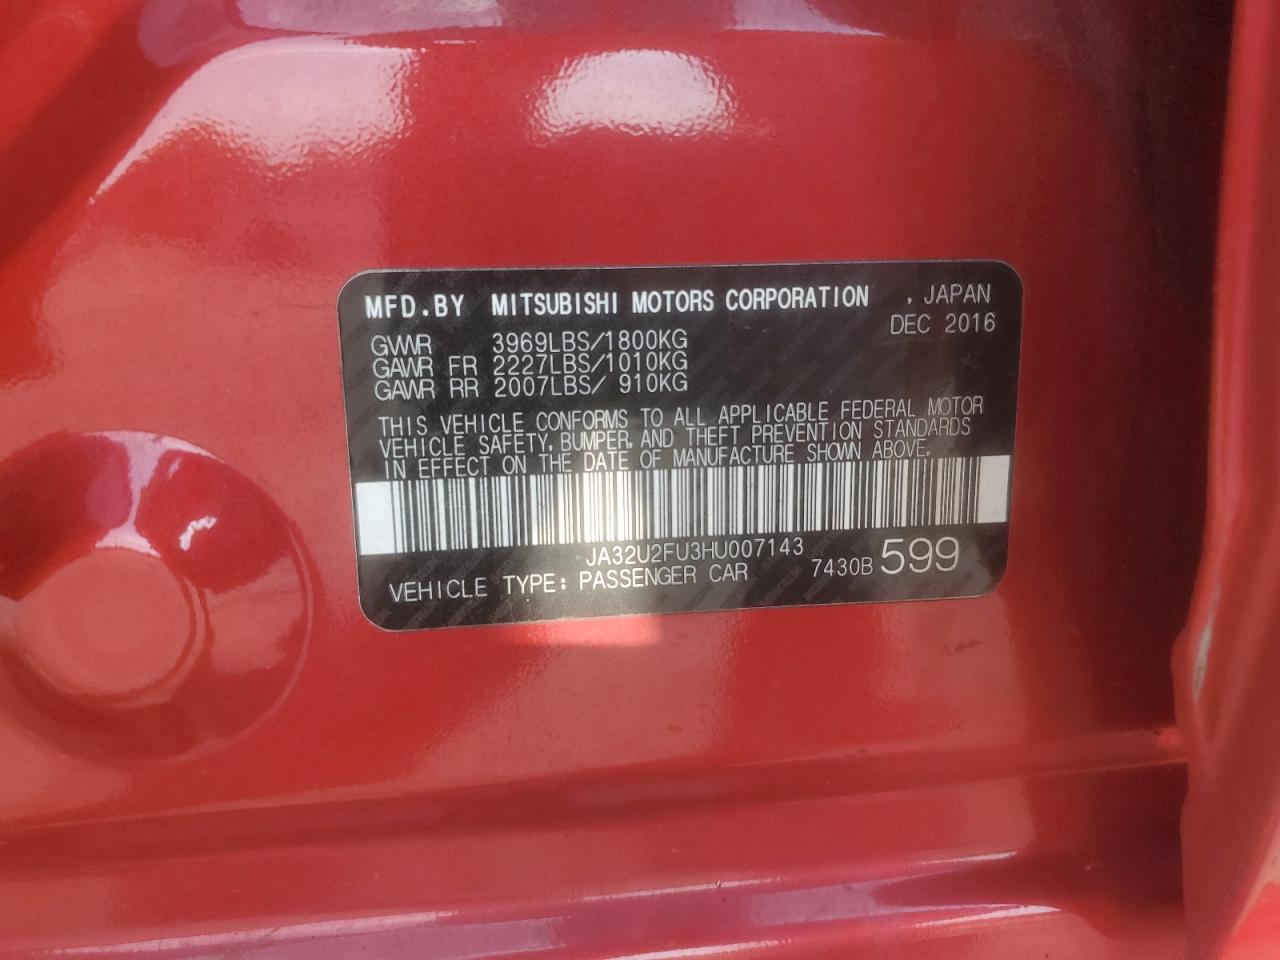 MFD.BY MITSUBISHI MOTORS CORPORATION , JAPAN
DEC 2016
GVWR 3969LBS/1800KG
GAWR FR 2227LBS/1010KG
GAWR RR 2007LBS/ 910KG
THIS VEHICLE CONFORMS TO ALL APPLICABLE FEDERAL MOTOR
VEHICLE SAFETY, BUMPER, AND THEFT PREVENTION STANDARDS
IN EFFECT ON THE DATE OF MANUFACTURE SHOWN ABOVE.
JA32U2FU3HU007143
VEHICLE TYPE: PASSENGER CAR 7430B 599